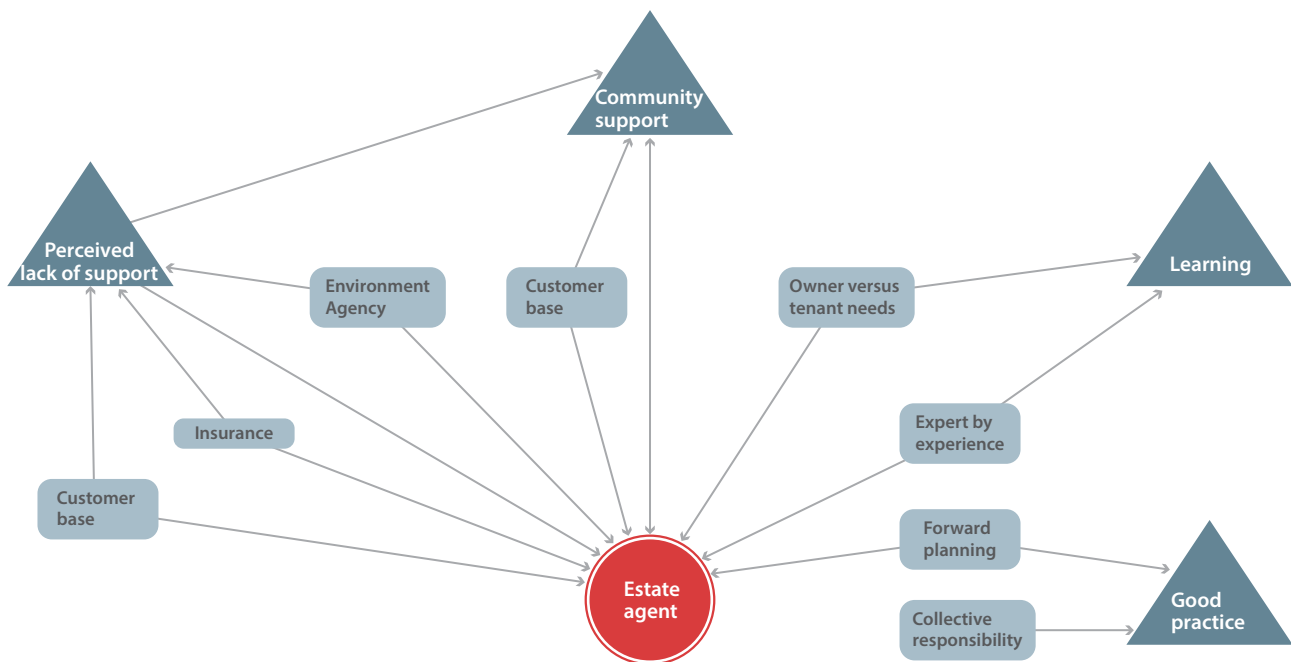 Community
support
Perceived
lack of support
Learning
Environment
Agency
Customer
base
Owner versus
tenant needs
Insurance
Expert by
experience
Customer
base
Forward
planning
Estate
agent
Good
practice
Collective
responsibility